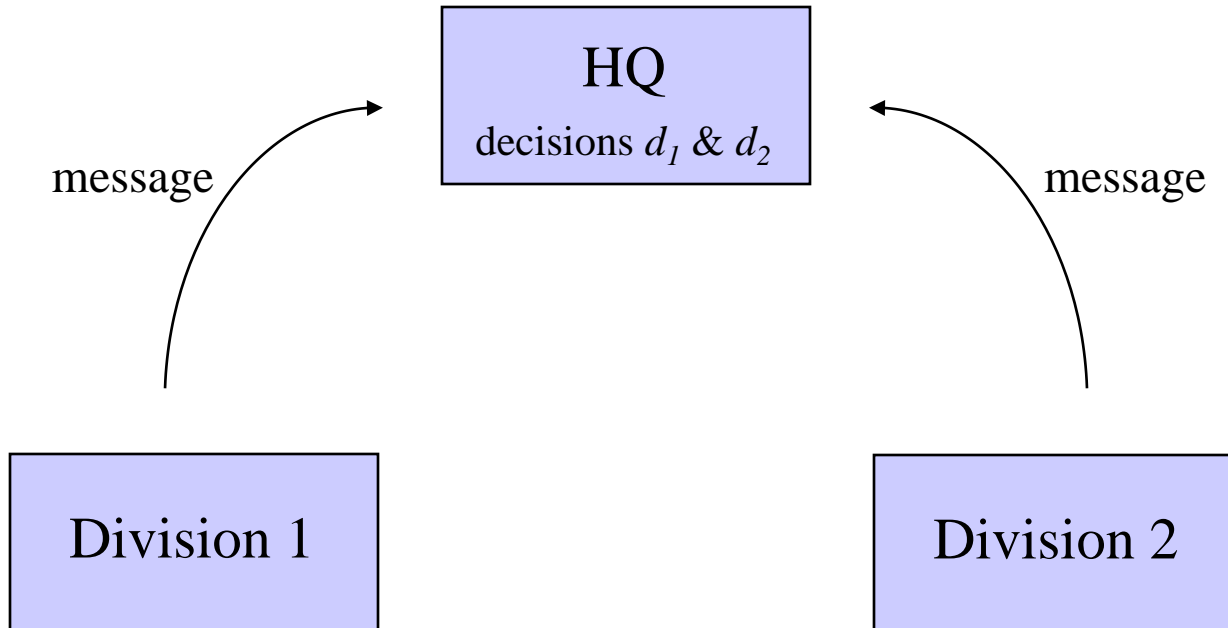 HQ
decisions d₁ & d₂
message
message
Division 1
Division 2